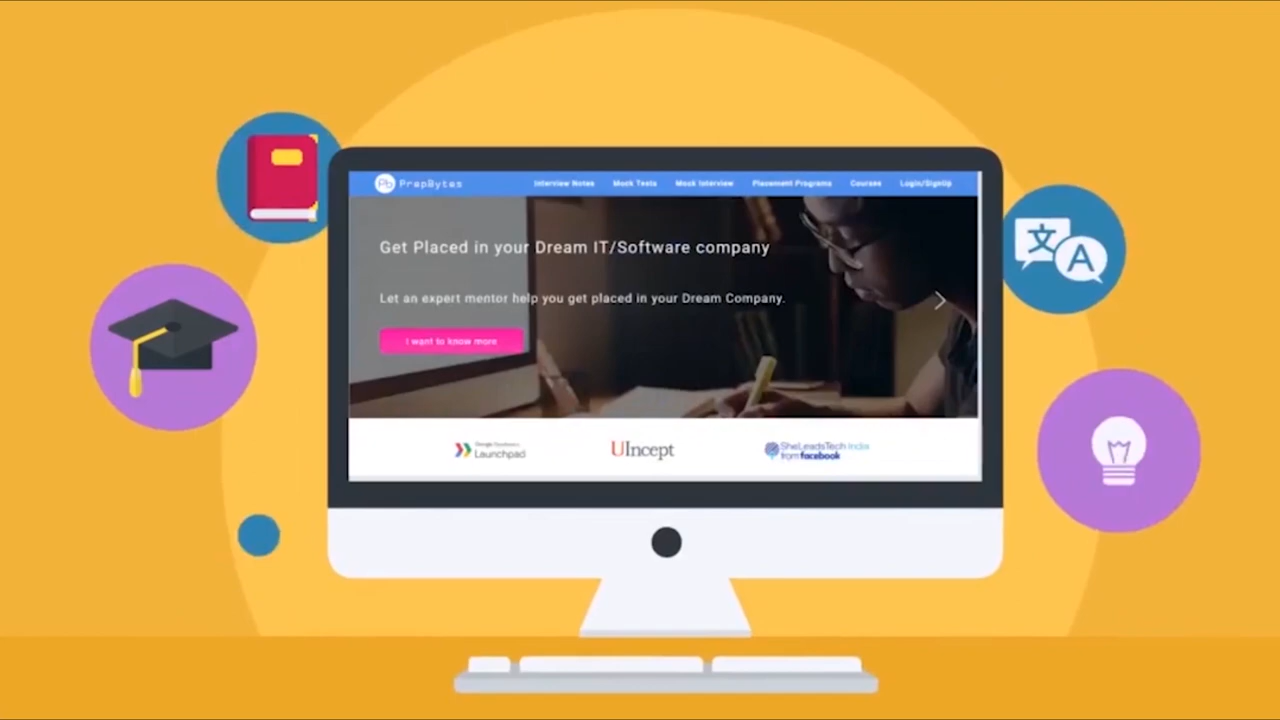 Pb PrepBytes Interview Notes Mock Tests Mock Interview Placement Programs Courses Login/SignUp
Get Placed in your Dream IT/Software company
Let an expert mentor help you get placed in your Dream Company.
I want to know more
Launchpad
UIncept
SheLeadsTech India
from facebook
文 A